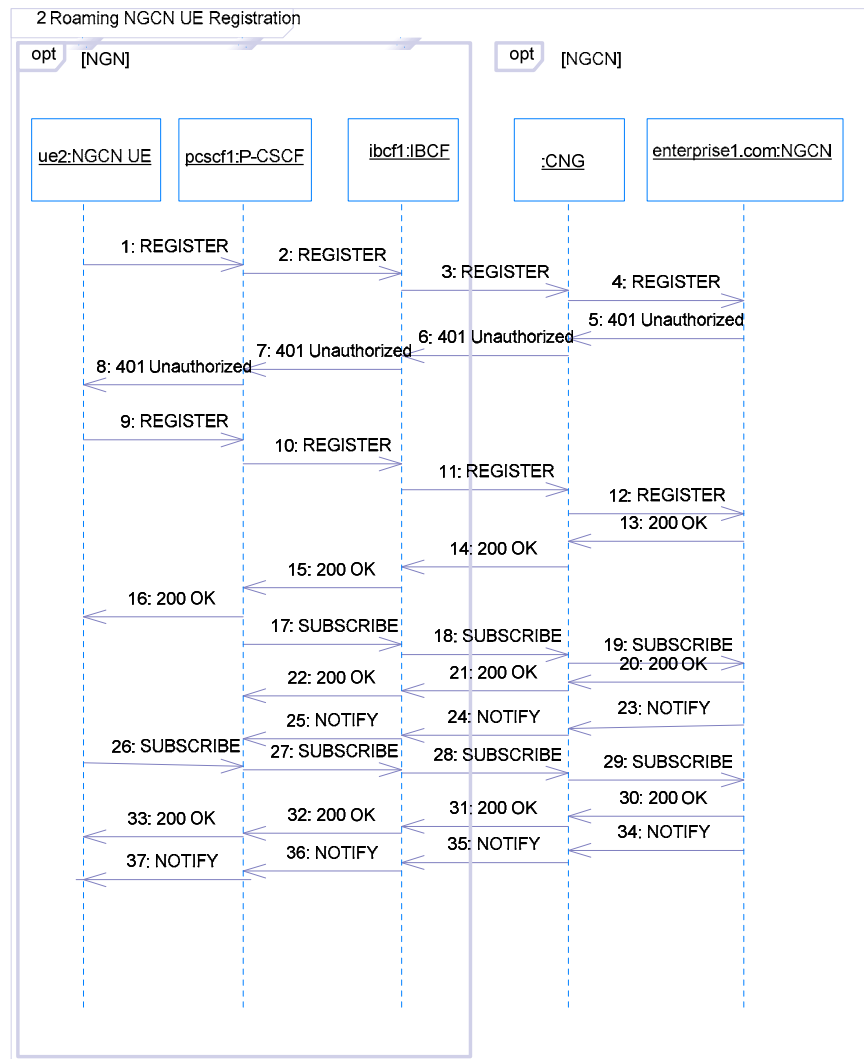 2 Roaming NGCN UE Registration
opt [NGN]
opt [NGCN]
ue2:NGCN UE
pcscf1:P-CSCF
ibcf1:IBCF
:CNG
enterprise1.com:NGCN
1: REGISTER
2: REGISTER
3: REGISTER
4: REGISTER
5: 401 Unauthorized
6: 401 Unauthorized
7: 401 Unauthorized
8: 401 Unauthorized
9: REGISTER
10: REGISTER
11: REGISTER
12: REGISTER
13: 200 OK
14: 200 OK
15: 200 OK
16: 200 OK
17: SUBSCRIBE
18: SUBSCRIBE
19: SUBSCRIBE
20: 200 OK
21: 200 OK
22: 200 OK
23: NOTIFY
24: NOTIFY
25: NOTIFY
26: SUBSCRIBE
27: SUBSCRIBE
28: SUBSCRIBE
29: SUBSCRIBE
30: 200 OK
31: 200 OK
32: 200 OK
33: 200 OK
34: NOTIFY
35: NOTIFY
36: NOTIFY
37: NOTIFY